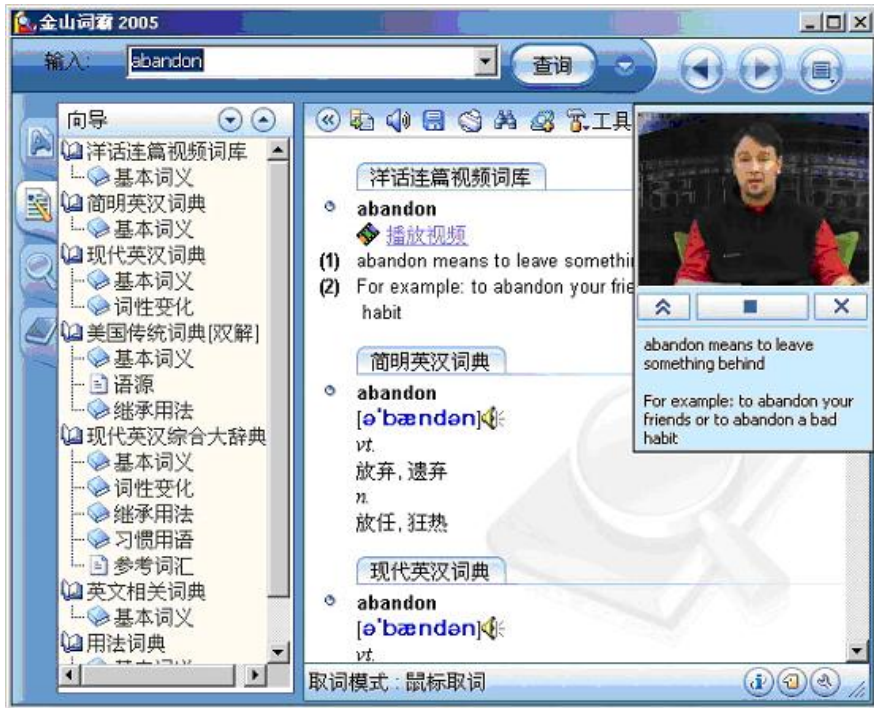 金山词霸 2005
输入:
abandon
查询
向导
洋话连篇视频词库
基本词义
简明英汉词典
基本词义
现代英汉词典
基本词义
词性变化
美国传统词典[双解]
基本词义
语源
继承用法
现代英汉综合大辞典
基本词义
词性变化
继承用法
习惯用语
参考词汇
英文相关词典
基本词义
用法词典
工具
洋话连篇视频词库
abandon
播放视频
(1) abandon means to leave somethi
(2) For example: to abandon your frie
habit
简明英汉词典
abandon
[ə'bændən]
vt.
放弃, 遗弃
n.
放任, 狂热
现代英汉词典
abandon
[ə'bændən]
vt.
abandon means to leave
something behind
For example: to abandon your
friends or to abandon a bad
habit
取词模式 : 鼠标取词